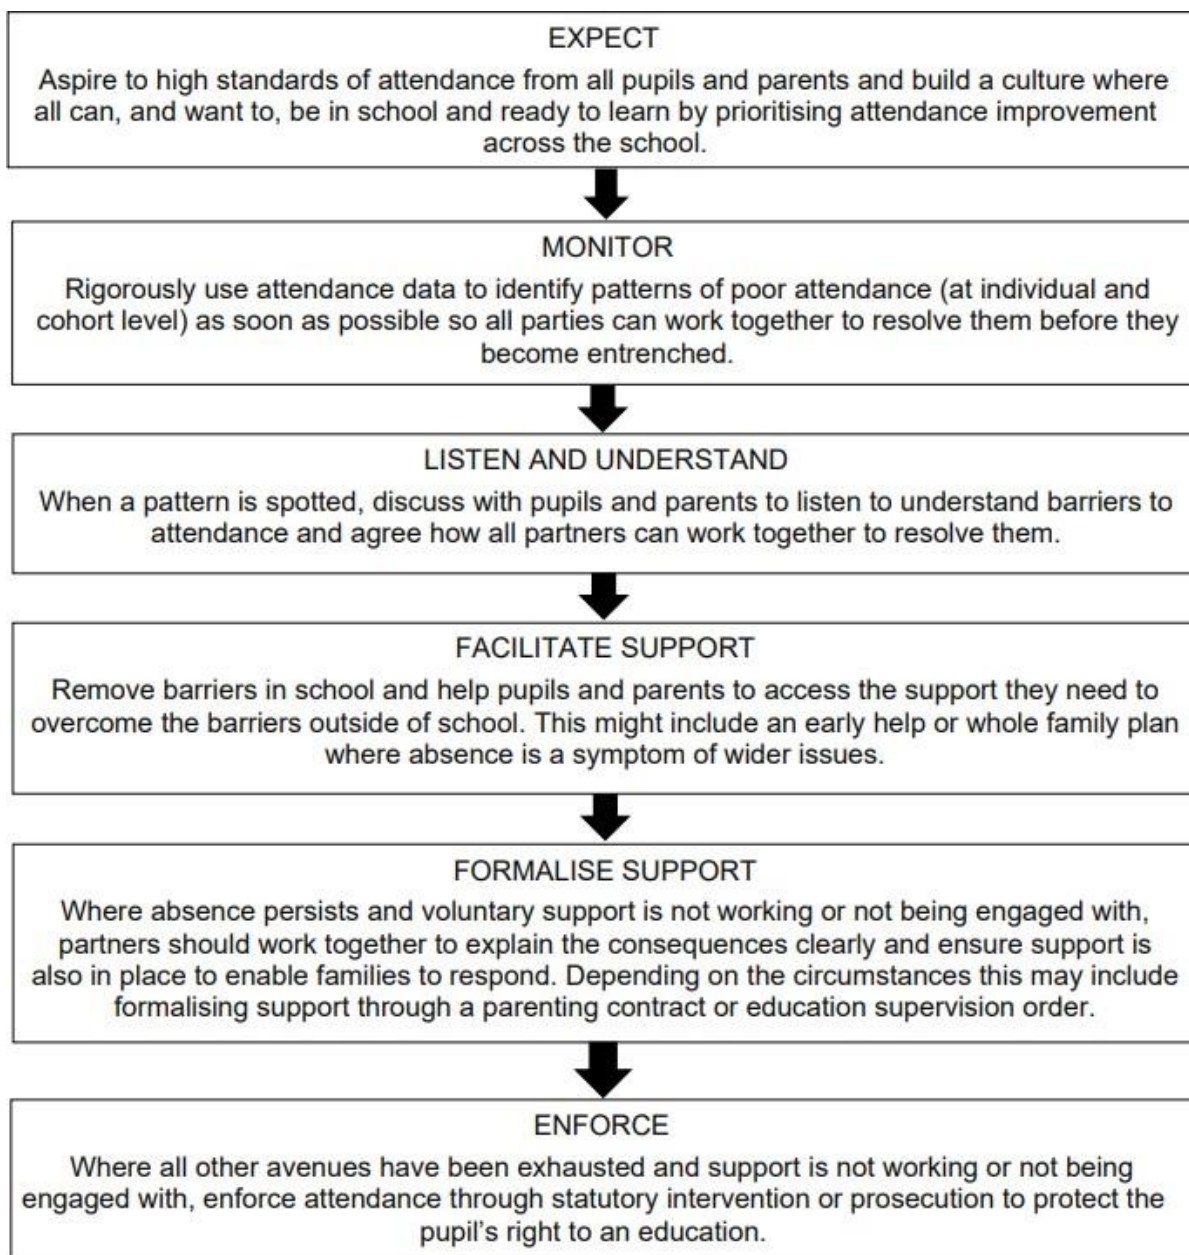 EXPECT
Aspire to high standards of attendance from all pupils and parents and build a culture where
all can, and want to, be in school and ready to learn by prioritising attendance improvement
across the school.
MONITOR
Rigorously use attendance data to identify patterns of poor attendance (at individual and
cohort level) as soon as possible so all parties can work together to resolve them before they
become entrenched.
LISTEN AND UNDERSTAND
When a pattern is spotted, discuss with pupils and parents to listen to understand barriers to
attendance and agree how all partners can work together to resolve them.
FACILITATE SUPPORT
Remove barriers in school and help pupils and parents to access the support they need to
overcome the barriers outside of school. This might include an early help or whole family plan
where absence is a symptom of wider issues.
FORMALISE SUPPORT
Where absence persists and voluntary support is not working or not being engaged with,
partners should work together to explain the consequences clearly and ensure support is
also in place to enable families to respond. Depending on the circumstances this may include
formalising support through a parenting contract or education supervision order.
ENFORCE
Where all other avenues have been exhausted and support is not working or not being
engaged with, enforce attendance through statutory intervention or prosecution to protect the
pupil's right to an education.